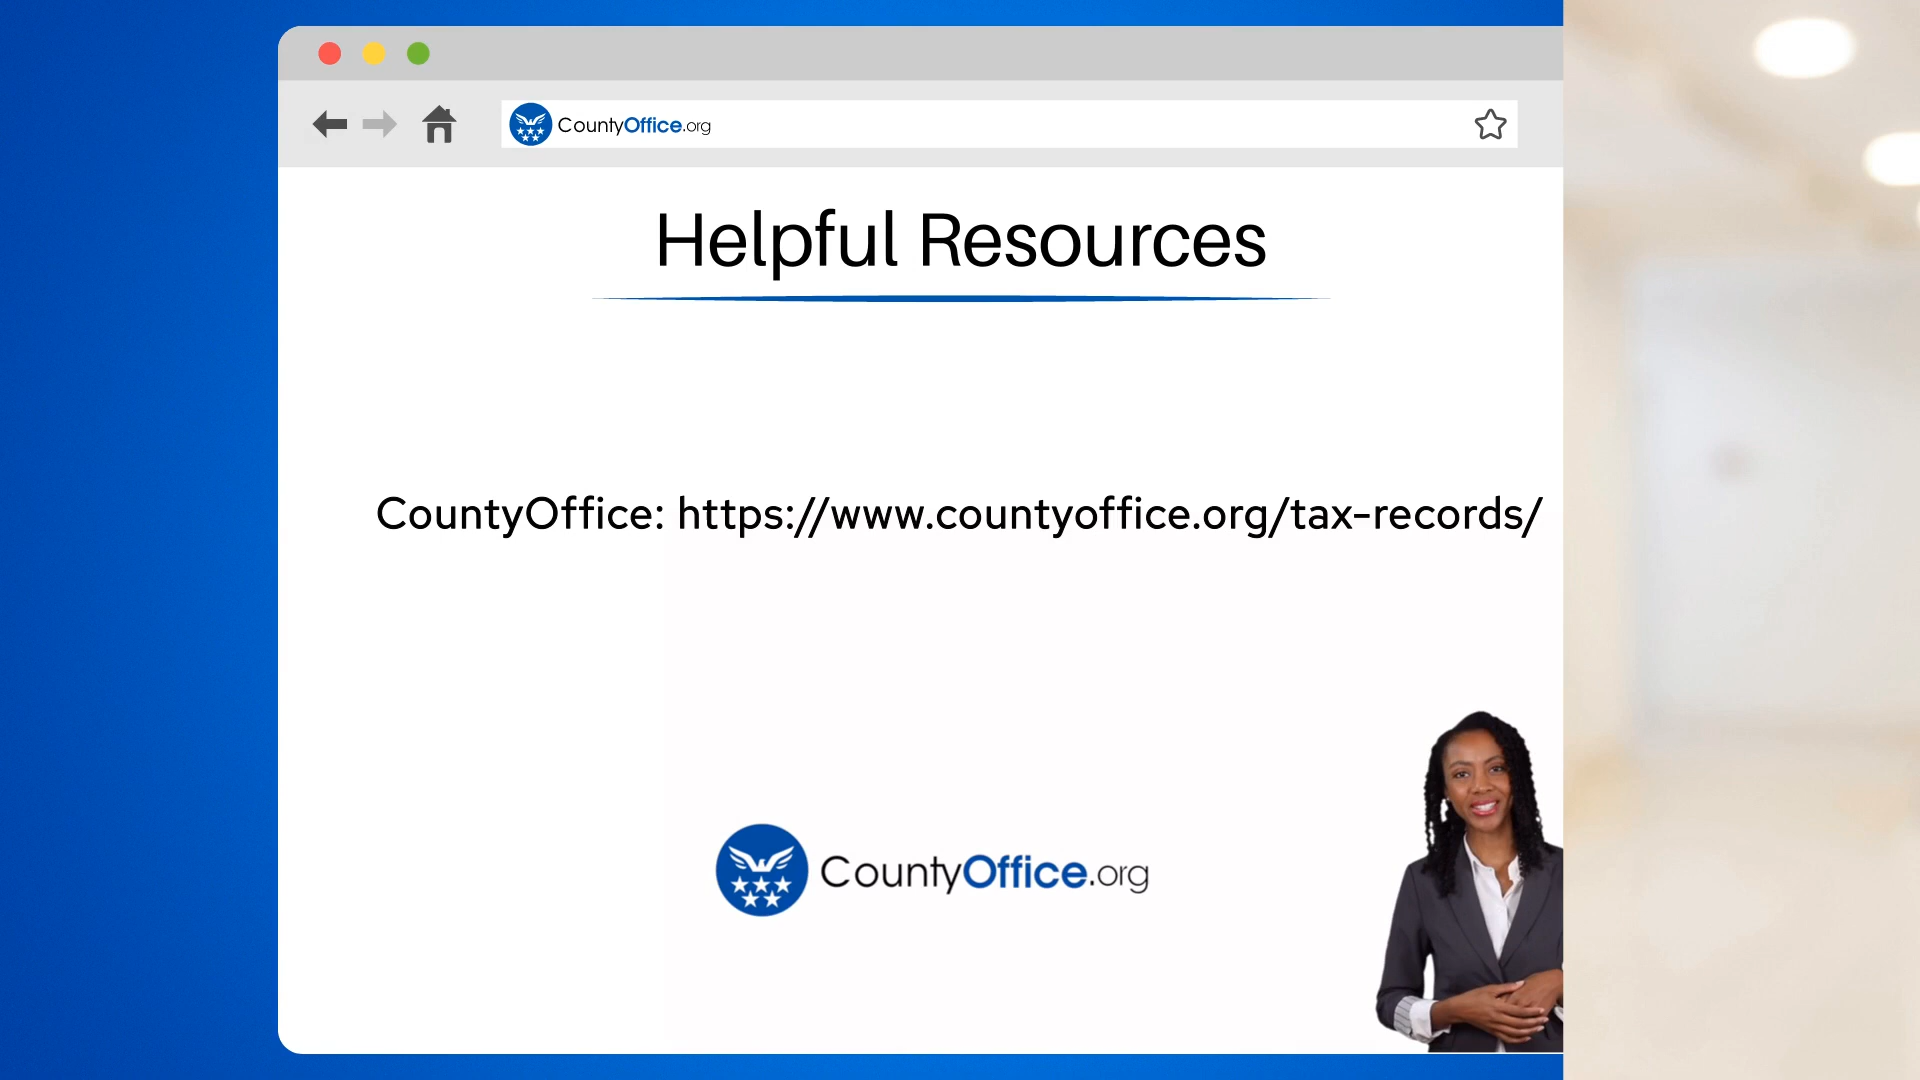 CountyOffice.org
Helpful Resources
CountyOffice: https://www.countyoffice.org/tax-records/
CountyOffice.org